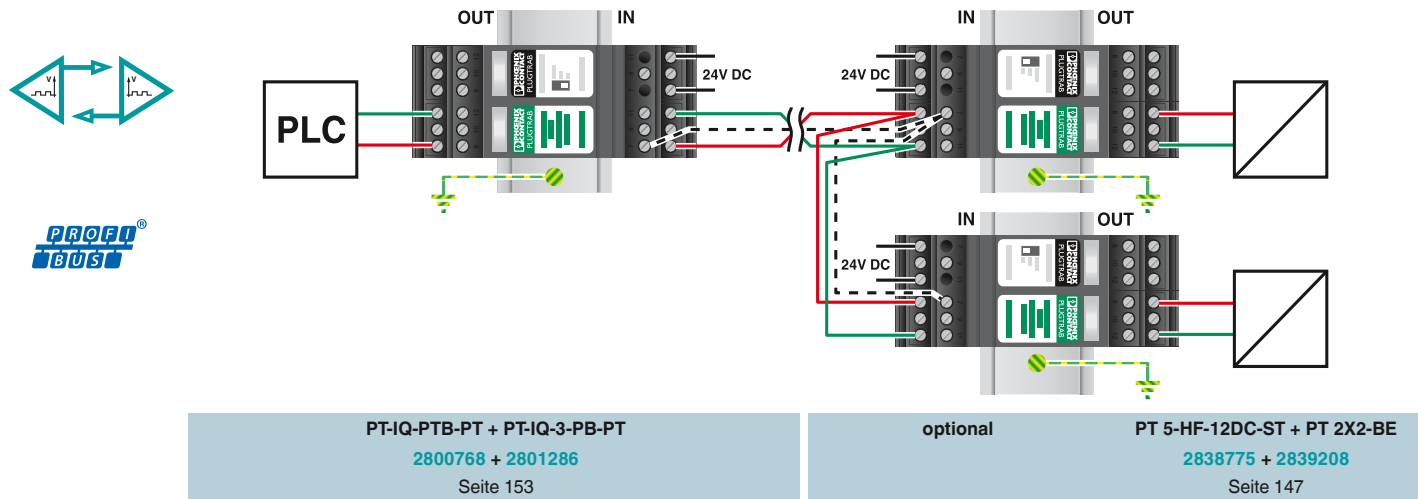 OUT IN
IN OUT
PHOENIX CONTACT
PLUGTRAB
24V DC
24V DC
PHOENIX CONTACT
PLUGTRAB
V
V
PLC
PHOENIX CONTACT
PLUGTRAB
PHOENIX CONTACT
PLUGTRAB
PROFI®
BUS
IN OUT
24V DC
PHOENIX CONTACT
PLUGTRAB
PHOENIX CONTACT
PLUGTRAB
PT-IQ-PTB-PT + PT-IQ-3-PB-PT
2800768 + 2801286
Seite 153
optional PT 5-HF-12DC-ST + PT 2X2-BE
2838775 + 2839208
Seite 147